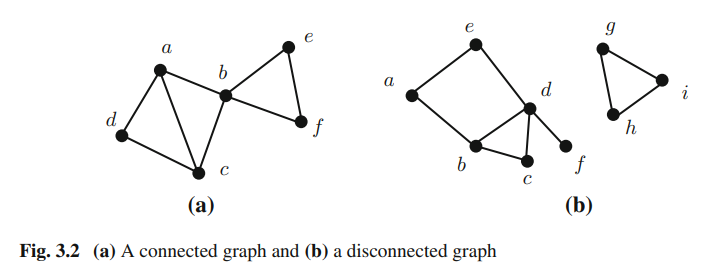 a
b
e
d
c
f
(a)
e
a
d
b
c
f
g
i
h
(b)
Fig. 3.2 (a) A connected graph and (b) a disconnected graph